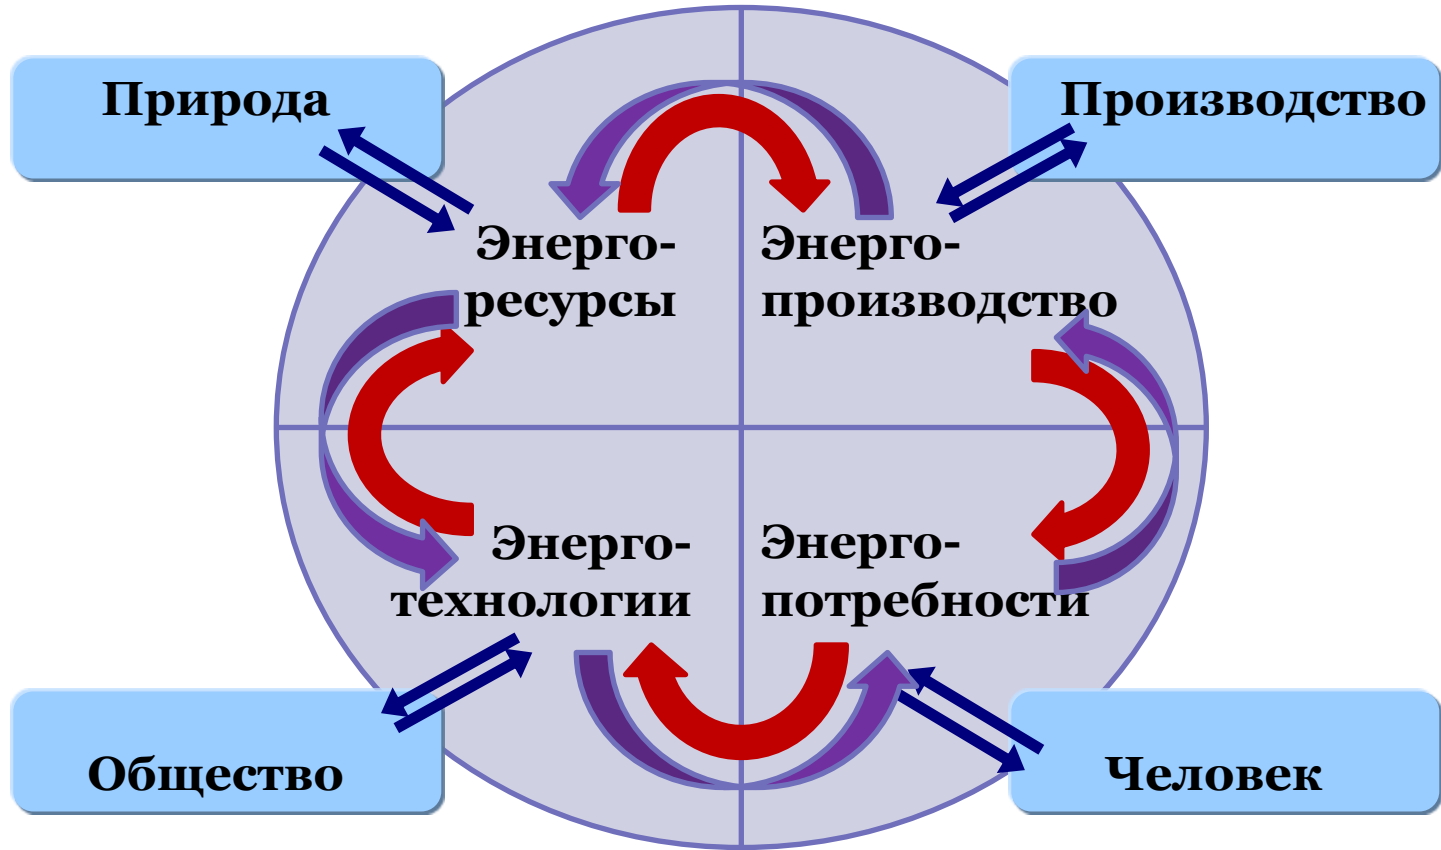 Природа
Производство
Энерго-
ресурсы
Энерго-
производство
Энерго-
технологии
Энерго-
потребности
Общество
Человек